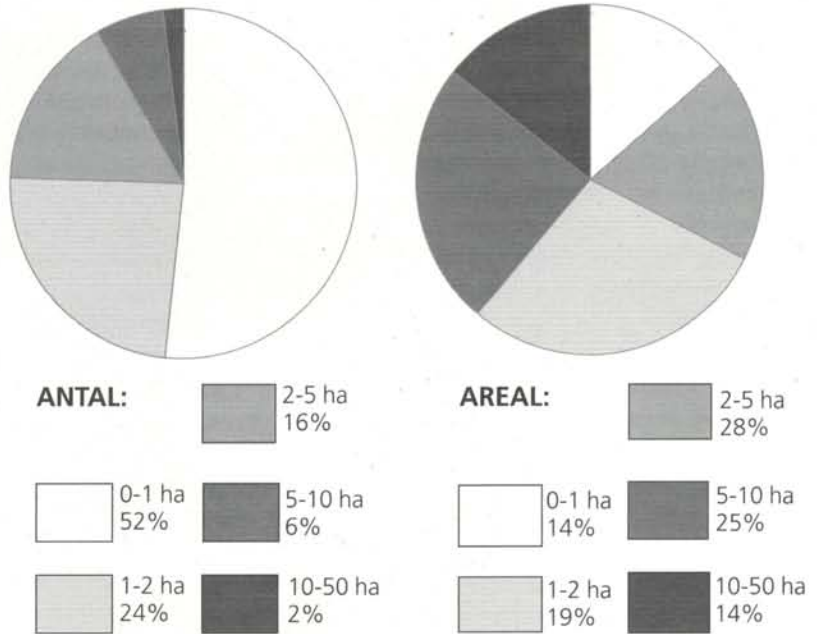 ANTAL:
2-5 ha
16%
0-1 ha
52%
5-10 ha
6%
1-2 ha
24%
10-50 ha
2%
AREAL:
2-5 ha
28%
0-1 ha
14%
5-10 ha
25%
1-2 ha
19%
10-50 ha
14%